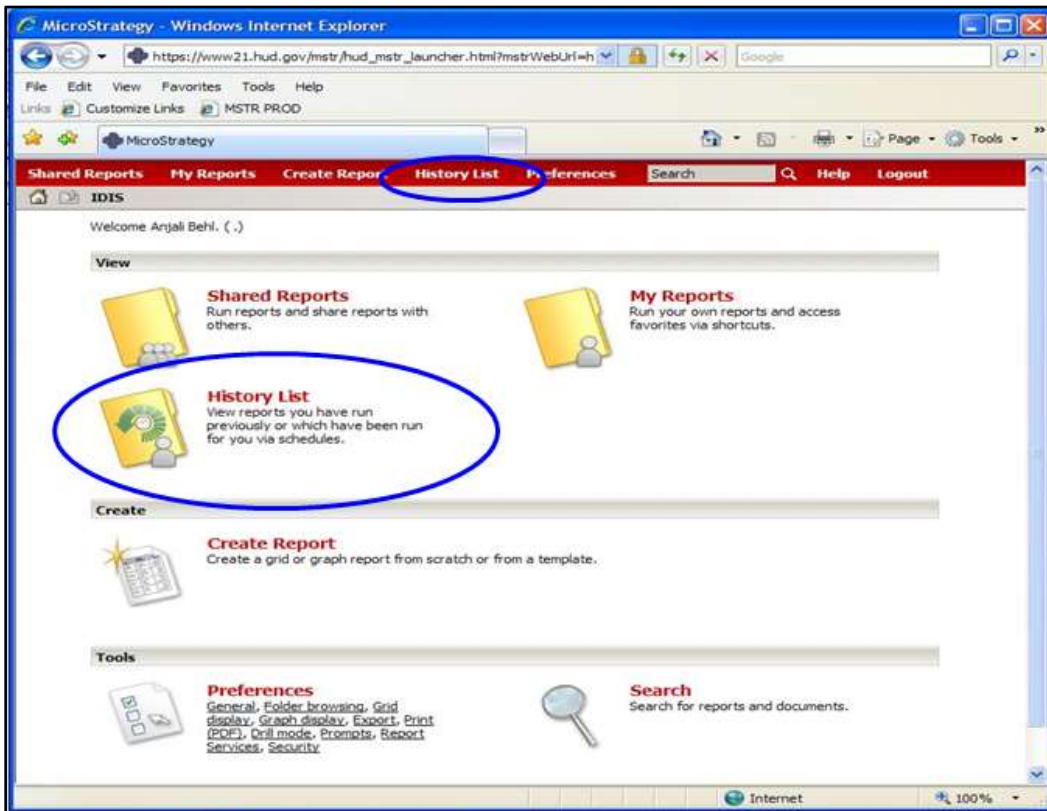 MicroStrategy - Windows Internet Explorer
https://www21.hud.gov/mstr/hud_mstr_launcher.html?mstrWebUrl=h
Google
File Edit View Favorites Tools Help
Links Customize Links MSTR PROD
MicroStrategy Page Tools »
Shared Reports My Reports Create Report History List Preferences Search Help Logout
IDIS
Welcome Anjali Behl. ( .)
View
Shared Reports
Run reports and share reports with
others.
My Reports
Run your own reports and access
favorites via shortcuts.
History List
View reports you have run
previously or which have been run
for you via schedules.
Create
Create Report
Create a grid or graph report from scratch or from a template.
Tools
Preferences
General, Folder browsing, Grid
display, Graph display, Export, Print
(PDF), Drill mode, Prompts, Report
Services, Security
Search
Search for reports and documents.
Internet 100%